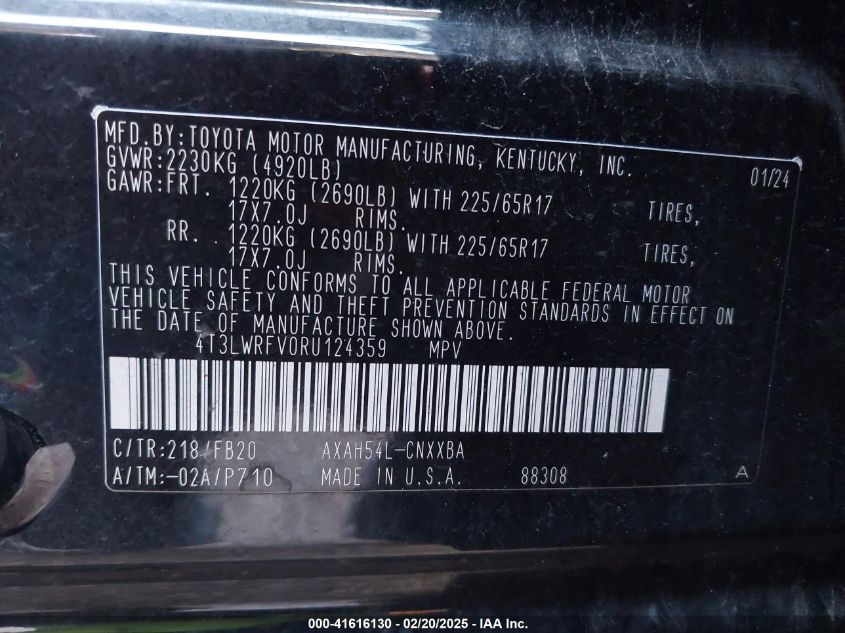 MFD.BY:TOYOTA MOTOR MANUFACTURING, KENTUCKY, INC.
GVWR:2230KG (4920LB) 01/24
GAWR:FRT. 1220KG (2690LB) WITH 225/65R17 TIRES,
17X7.0J RIMS.
RR. 1220KG (2690LB) WITH 225/65R17 TIRES,
17X7.0J RIMS.
THIS VEHICLE CONFORMS TO ALL APPLICABLE FEDERAL MOTOR
VEHICLE SAFETY AND THEFT PREVENTION STANDARDS IN EFFECT ON
THE DATE OF MANUFACTURE SHOWN ABOVE.
4T3LWRFV0RU124359 MPV
C/TR:218/FB20 AXAH54L-CNXXBA
A/TM:-02A/P710 MADE IN U.S.A. 88308 A
000-41616130 - 02/20/2025 - IAA Inc.